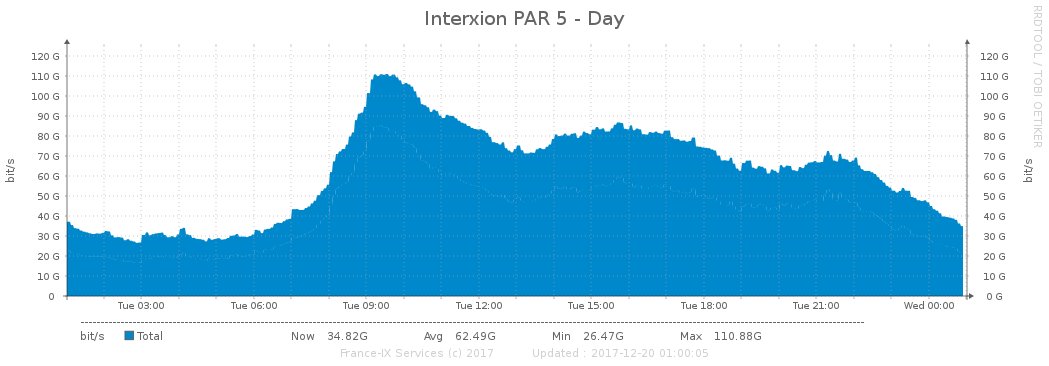 Interxion PAR 5 - Day
RRDTOOL / TOBI OETIKER
bit/s
120 G
110 G
100 G
90 G
80 G
70 G
60 G
50 G
40 G
30 G
20 G
10 G
0
120 G
110 G
100 G
90 G
80 G
70 G
60 G
50 G
40 G
30 G
20 G
10 G
0 G
bit/s
Tue 03:00 Tue 06:00 Tue 09:00 Tue 12:00 Tue 15:00 Tue 18:00 Tue 21:00 Wed 00:00
bit/s Total Now 34.82G Avg 62.49G Min 26.47G Max 110.88G
France-IX Services (c) 2017 Updated : 2017-12-20 01:00:05